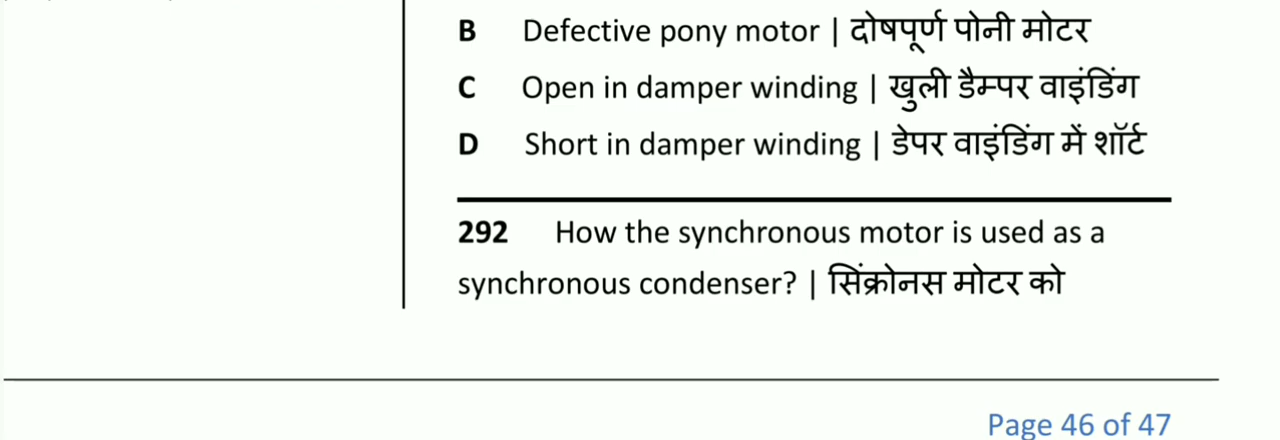 B Defective pony motor | दोषपूर्ण पोनी मोटर
C Open in damper winding | खुली डैम्पर वाइंडिंग
D Short in damper winding | डेपर वाइंडिंग में शॉर्ट
292 How the synchronous motor is used as a
synchronous condenser? | सिंक्रोनस मोटर को
Page 46 of 47